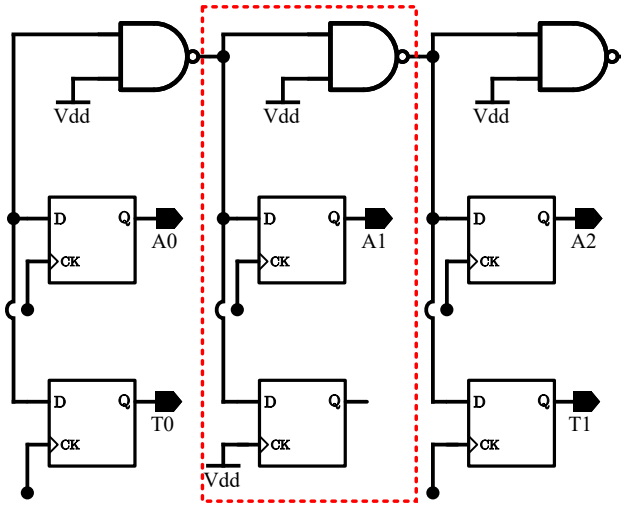 Vdd Vdd Vdd
D Q D Q D Q
A0 A1 A2
CK CK CK
D Q D Q D Q
T0 T1
CK CK CK
Vdd